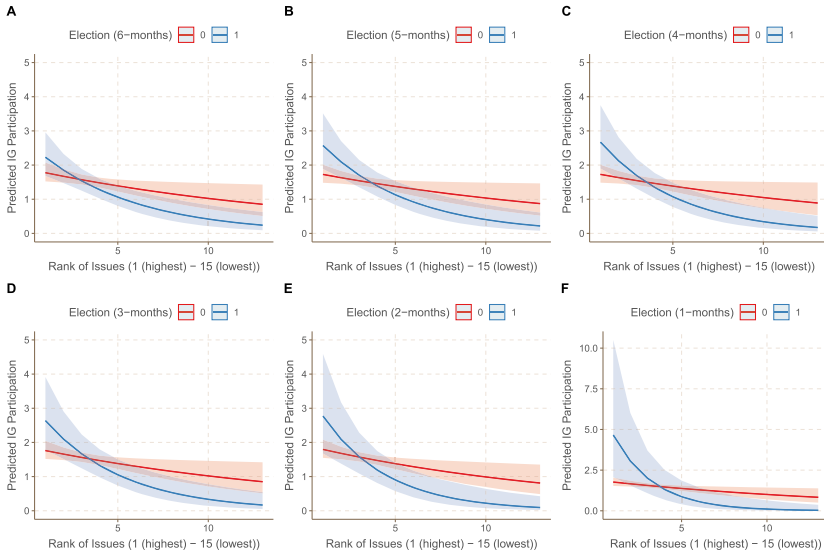 A
Election (6−months) 0 1
Predicted IG Participation
5
4
3
2
1
0
5 10
Rank of Issues (1 (highest) − 15 (lowest))
B
Election (5−months) 0 1
Predicted IG Participation
5
4
3
2
1
0
5 10
Rank of Issues (1 (highest) − 15 (lowest))
C
Election (4−months) 0 1
Predicted IG Participation
5
4
3
2
1
0
5 10
Rank of Issues (1 (highest) − 15 (lowest))
D
Election (3−months) 0 1
Predicted IG Participation
5
4
3
2
1
0
5 10
Rank of Issues (1 (highest) − 15 (lowest))
E
Election (2−months) 0 1
Predicted IG Participation
5
4
3
2
1
0
5 10
Rank of Issues (1 (highest) − 15 (lowest))
F
Election (1−months) 0 1
Predicted IG Participation
10.0
7.5
5.0
2.5
0.0
5 10
Rank of Issues (1 (highest) − 15 (lowest))